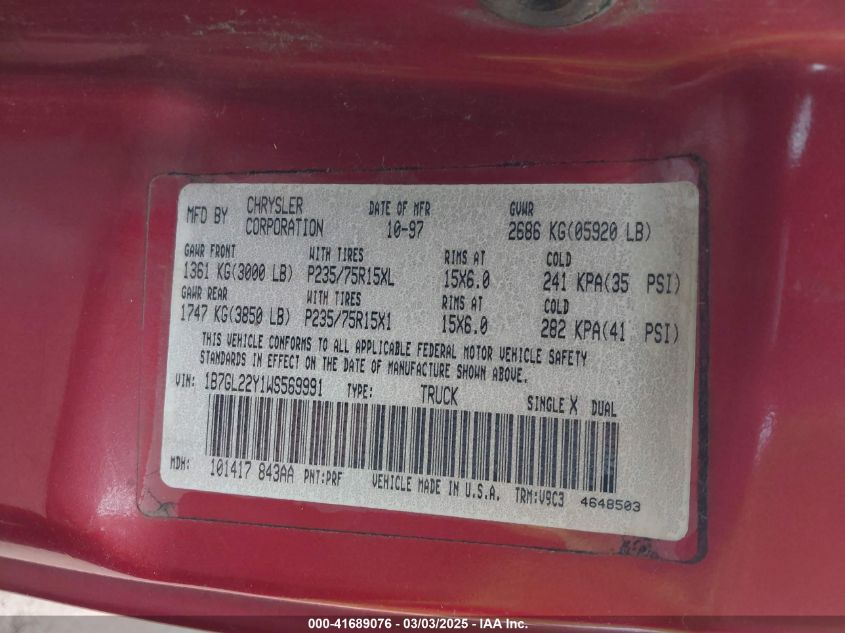 MFD BY CHRYSLER CORPORATION DATE OF MFR 10-97 GVWR 2686 KG(05920 LB)
GAWR FRONT WITH TIRES RIMS AT COLD
1361 KG(3000 LB) P235/75R15XL 15X6.0 241 KPA(35 PSI)
GAWR REAR WITH TIRES RIMS AT COLD
1747 KG(3850 LB) P235/75R15X1 15X6.0 282 KPA(41 PSI)
THIS VEHICLE CONFORMS TO ALL APPLICABLE FEDERAL MOTOR VEHICLE SAFETY
STANDARDS IN EFFECT ON THE DATE OF MANUFACTURE SHOWN ABOVE.
VIN: 1B7GL22Y1WS569991 TYPE: TRUCK SINGLE X DUAL
MDH: 101417 843AA PNT:PRF VEHICLE MADE IN U.S.A. TRM:V9C3 4648503
000-41689076 - 03/03/2025 - IAAI.com